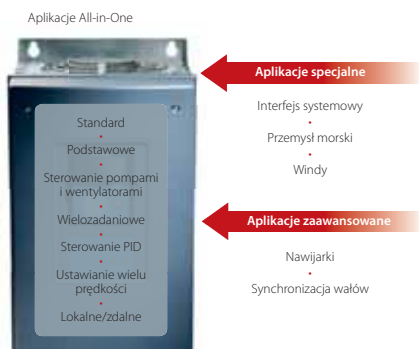 Aplikacje All-in-One
Standard
•
Podstawowe
•
Sterowanie pompami
i wentylatorami
•
Wielozadaniowe
•
Sterowanie PID
•
Ustawianie wielu
prędkości
•
Lokalne/zdalne
Aplikacje specjalne
Interfejs systemowy
•
Przemysł morski
•
Windy
Aplikacje zaawansowane
Nawijarki
•
Synchronizacja wałów